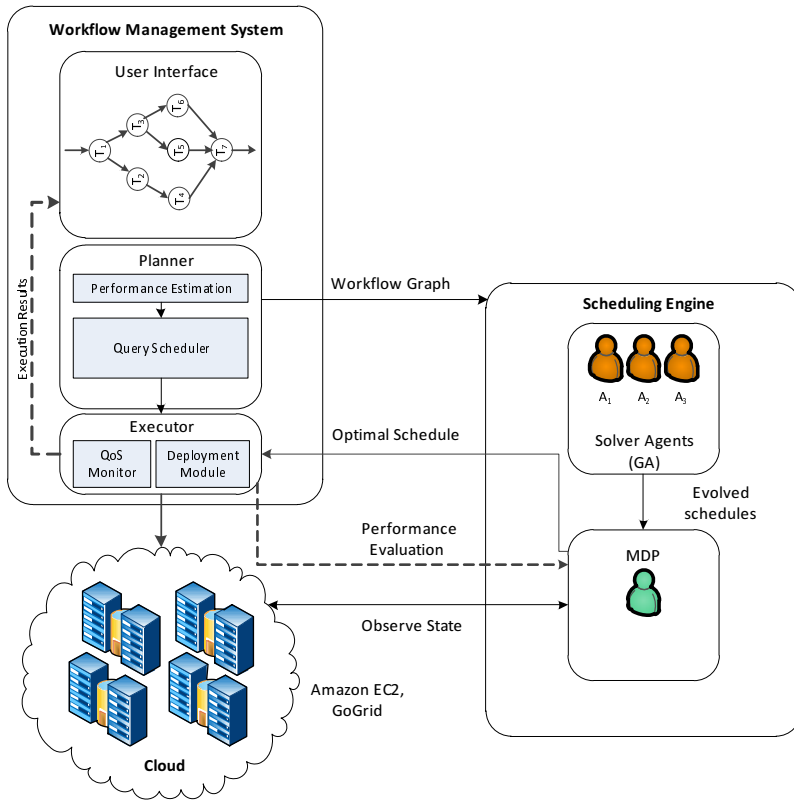 Workflow Management System
User Interface
T6
T3
T1
T5
T7
T2
T4
Execution Results
Planner
Performance Estimation
Query Scheduler
Workflow Graph
Scheduling Engine
A1 A2 A3
Solver Agents
(GA)
Executor
QoS
Monitor
Deployment
Module
Optimal Schedule
Evolved
schedules
Performance
Evaluation
MDP
Observe State
Amazon EC2,
GoGrid
Cloud